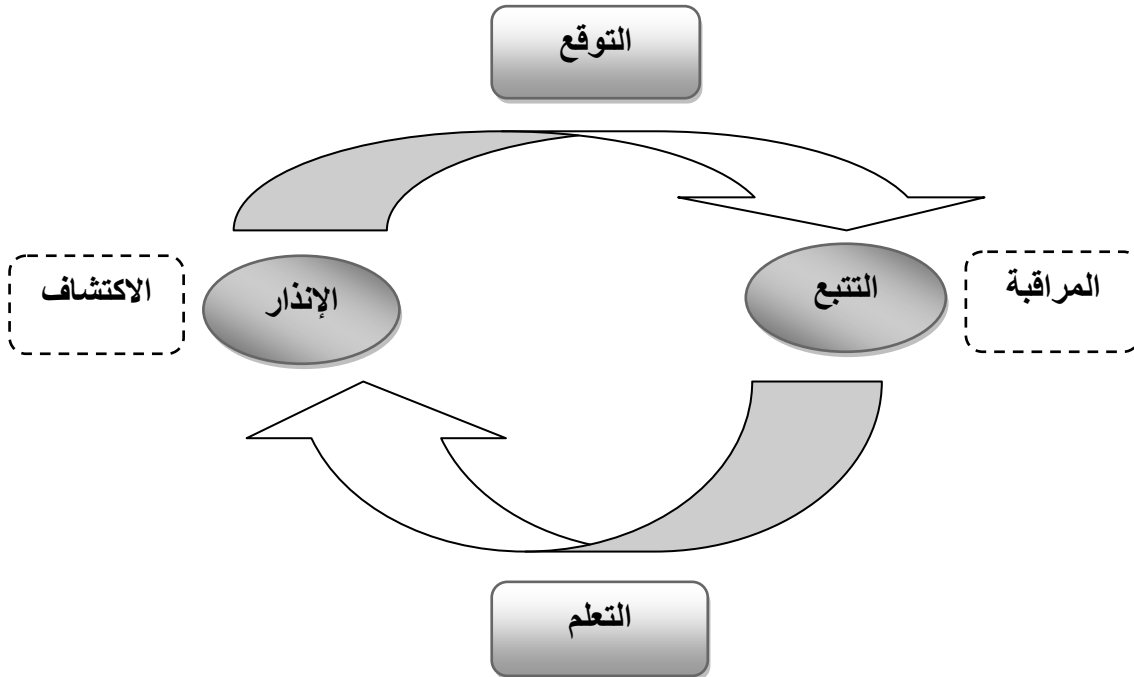 التوقع
المراقبة
التتبع
الإنذار
الاكتشاف
التعلم